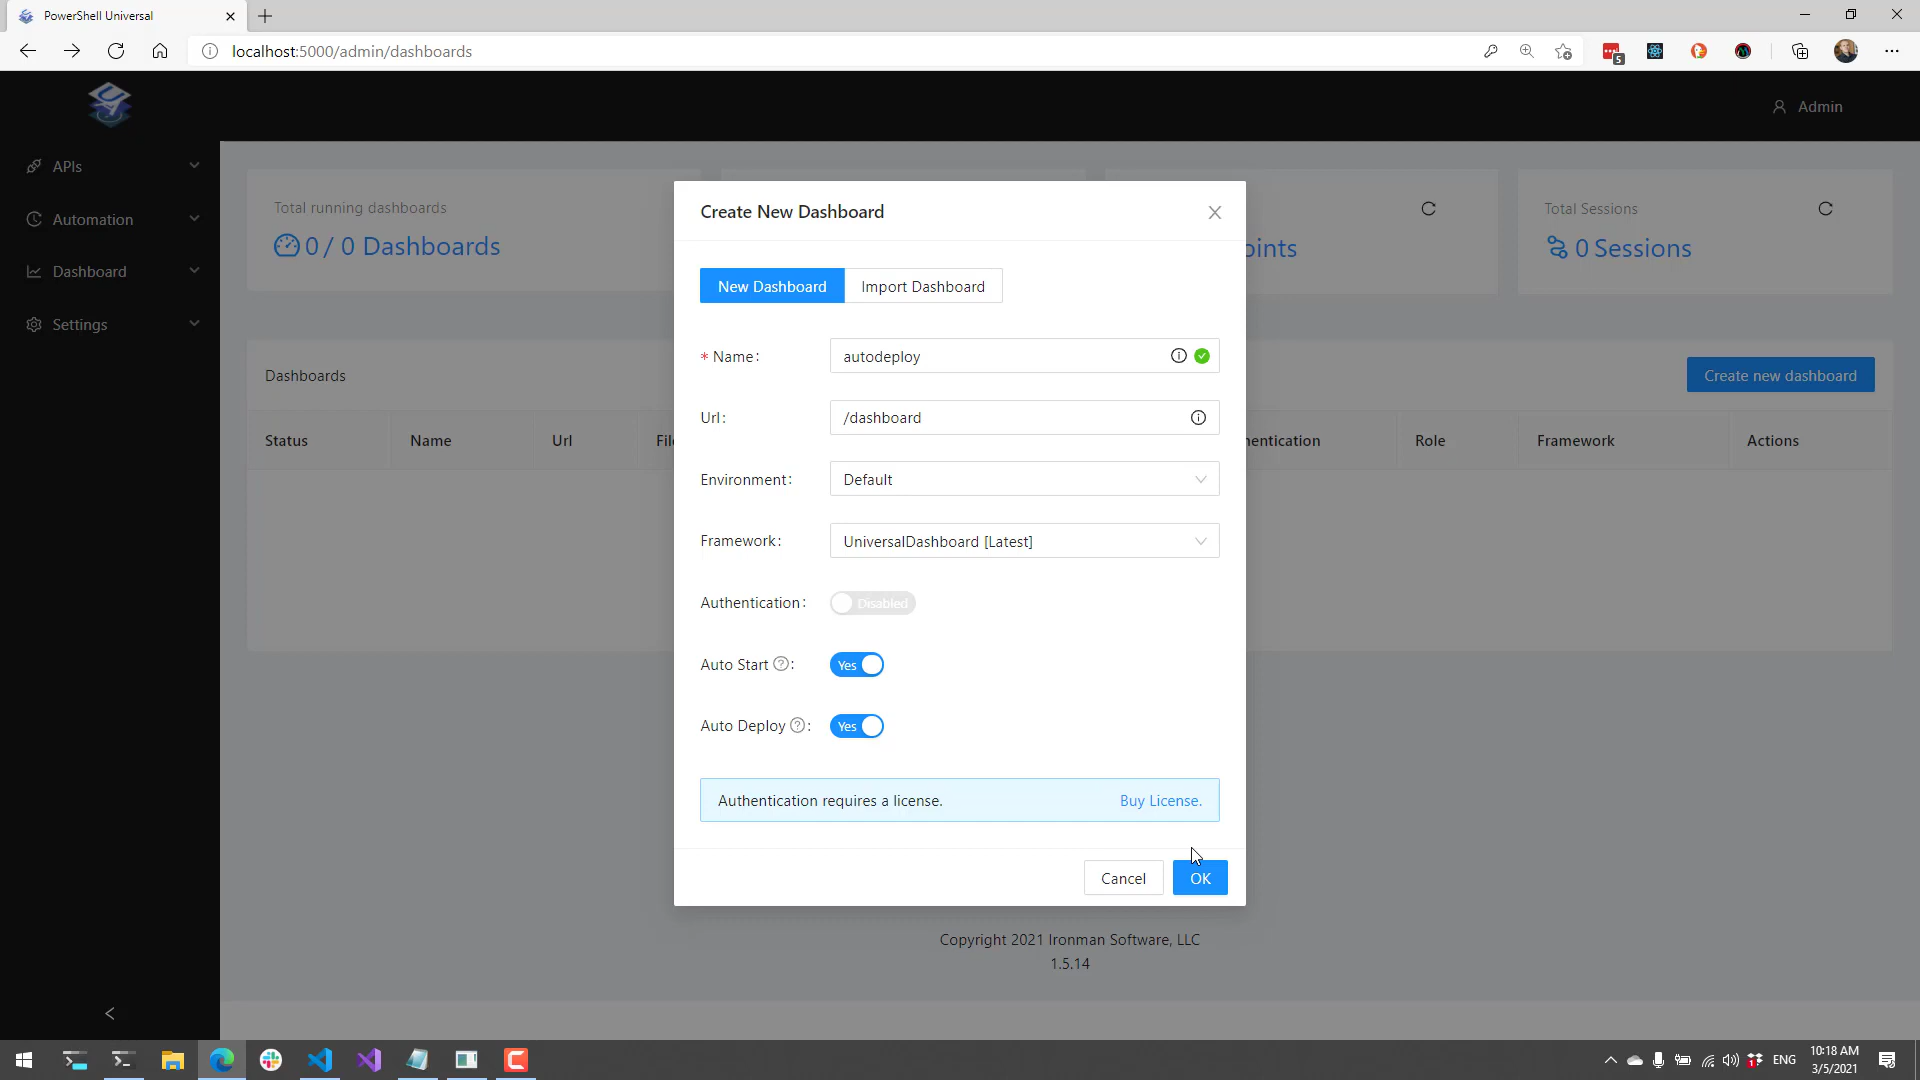 PowerShell Universal
localhost:5000/admin/dashboards
5
Admin
APIs
Automation
Dashboard
Settings
Total running dashboards
0 / 0 Dashboards
oints
Total Sessions
0 Sessions
Dashboards
Create new dashboard
Status Name Url Fil hentication Role Framework Actions
Create New Dashboard
New Dashboard Import Dashboard
* Name: autodeploy
Url: /dashboard
Environment: Default
Framework: UniversalDashboard [Latest]
Authentication: Disabled
Auto Start ? : Yes
Auto Deploy ? : Yes
Authentication requires a license. Buy License.
Cancel OK
Copyright 2021 Ironman Software, LLC
1.5.14
ENG
10:18 AM
3/5/2021